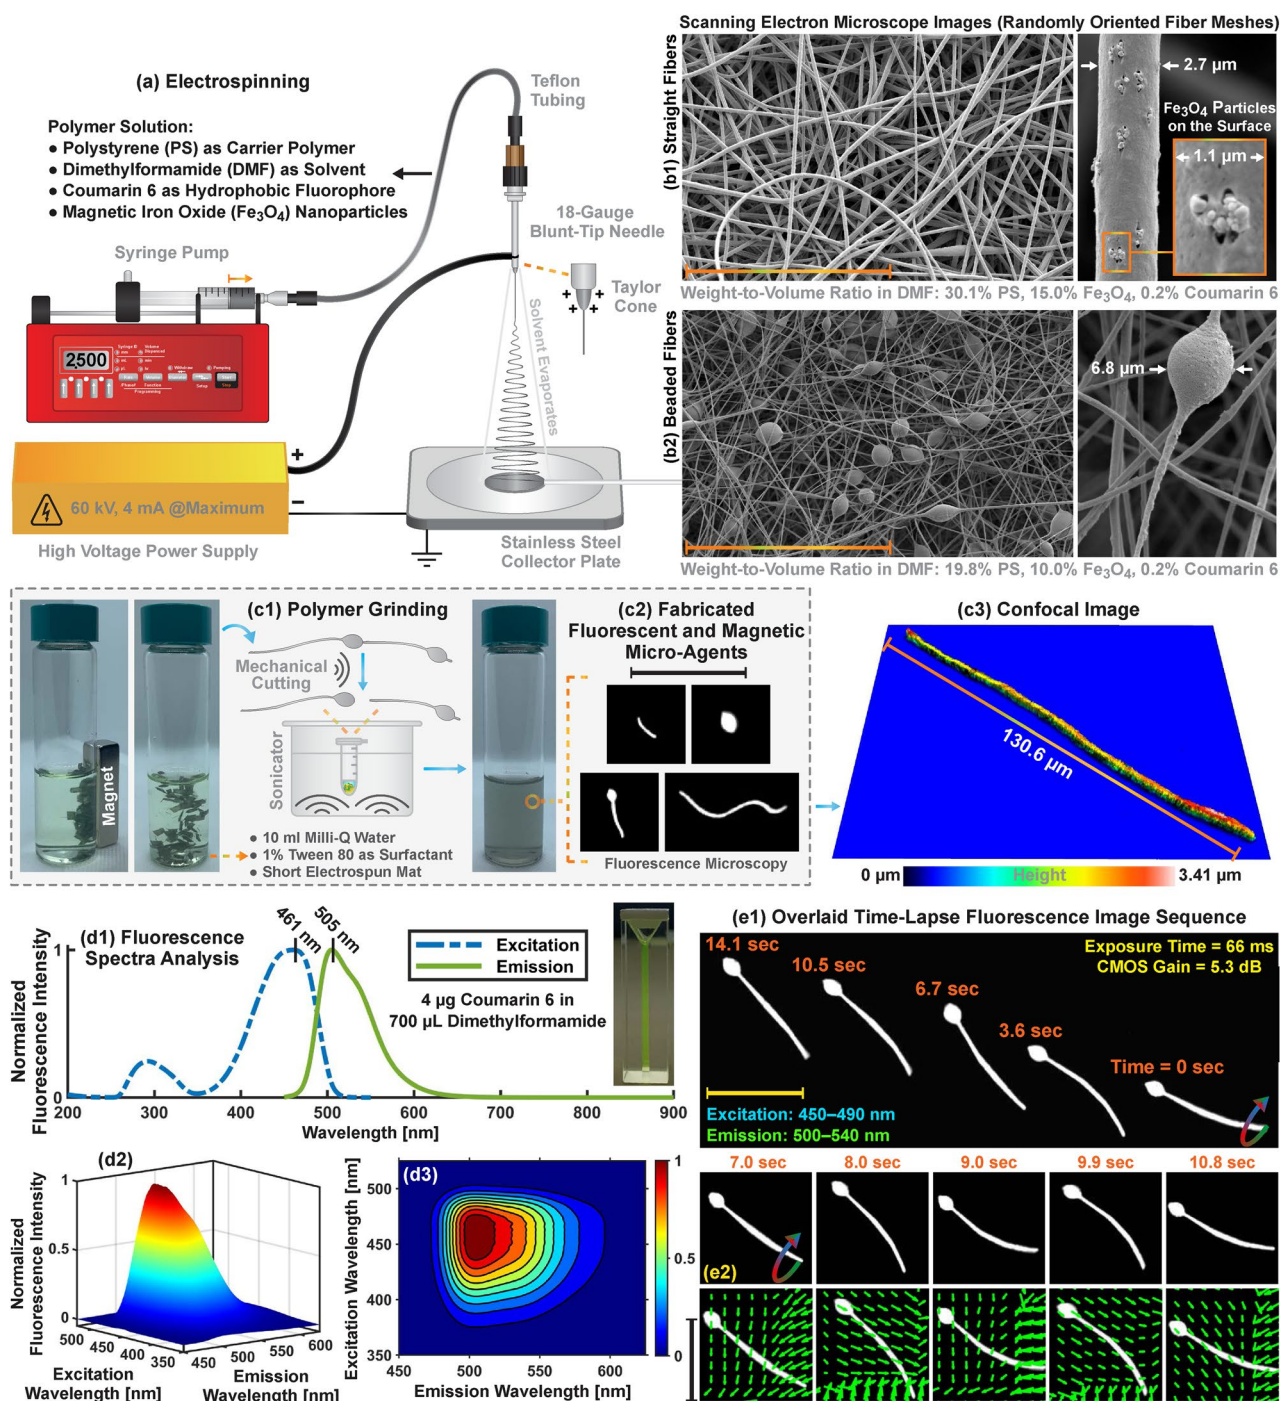 Scanning Electron Microscope Images (Randomly Oriented Fiber Meshes)
(a) Electrospinning
Teflon
Tubing
Polymer Solution:
● Polystyrene (PS) as Carrier Polymer
● Dimethylformamide (DMF) as Solvent
● Coumarin 6 as Hydrophobic Fluorophore
● Magnetic Iron Oxide (Fe₃O₄) Nanoparticles
18-Gauge
Blunt-Tip Needle
Syringe Pump
Taylor
Cone
Solvent Evaporates
2,500
+
−
60 kV, 4 mA @Maximum
High Voltage Power Supply
Stainless Steel
Collector Plate
(b1) Straight Fibers
2.7 µm
Fe₃O₄ Particles
on the Surface
1.1 µm
Weight-to-Volume Ratio in DMF: 30.1% PS, 15.0% Fe₃O₄, 0.2% Coumarin 6
(b2) Beaded Fibers
6.8 µm
Weight-to-Volume Ratio in DMF: 19.8% PS, 10.0% Fe₃O₄, 0.2% Coumarin 6
Magnet
(c1) Polymer Grinding
Mechanical
Cutting
Sonicator
● 10 ml Milli-Q Water
● 1% Tween 80 as Surfactant
● Short Electrospun Mat
(c2) Fabricated
Fluorescent and Magnetic
Micro-Agents
Fluorescence Microscopy
(c3) Confocal Image
130.6 µm
0 µm Height 3.41 µm
(d1) Fluorescence
Spectra Analysis
461 nm
505 nm
Excitation
Emission
4 µg Coumarin 6 in
700 µL Dimethylformamide
Normalized
Fluorescence Intensity
1
0
200 300 400 500 600 700 800 900
Wavelength [nm]
(d2)
Normalized
Fluorescence Intensity
1
0.5
0
500 450 400 350
Excitation
Wavelength [nm]
450 500 550 600
Emission
Wavelength [nm]
(d3)
Excitation Wavelength [nm]
500
450
400
350
450 500 550 600
Emission Wavelength [nm]
1
0.5
0
(e1) Overlaid Time-Lapse Fluorescence Image Sequence
14.1 sec
10.5 sec
6.7 sec
3.6 sec
Time = 0 sec
Exposure Time = 66 ms
CMOS Gain = 5.3 dB
Excitation: 450–490 nm
Emission: 500–540 nm
7.0 sec 8.0 sec 9.0 sec 9.9 sec 10.8 sec
(e2)